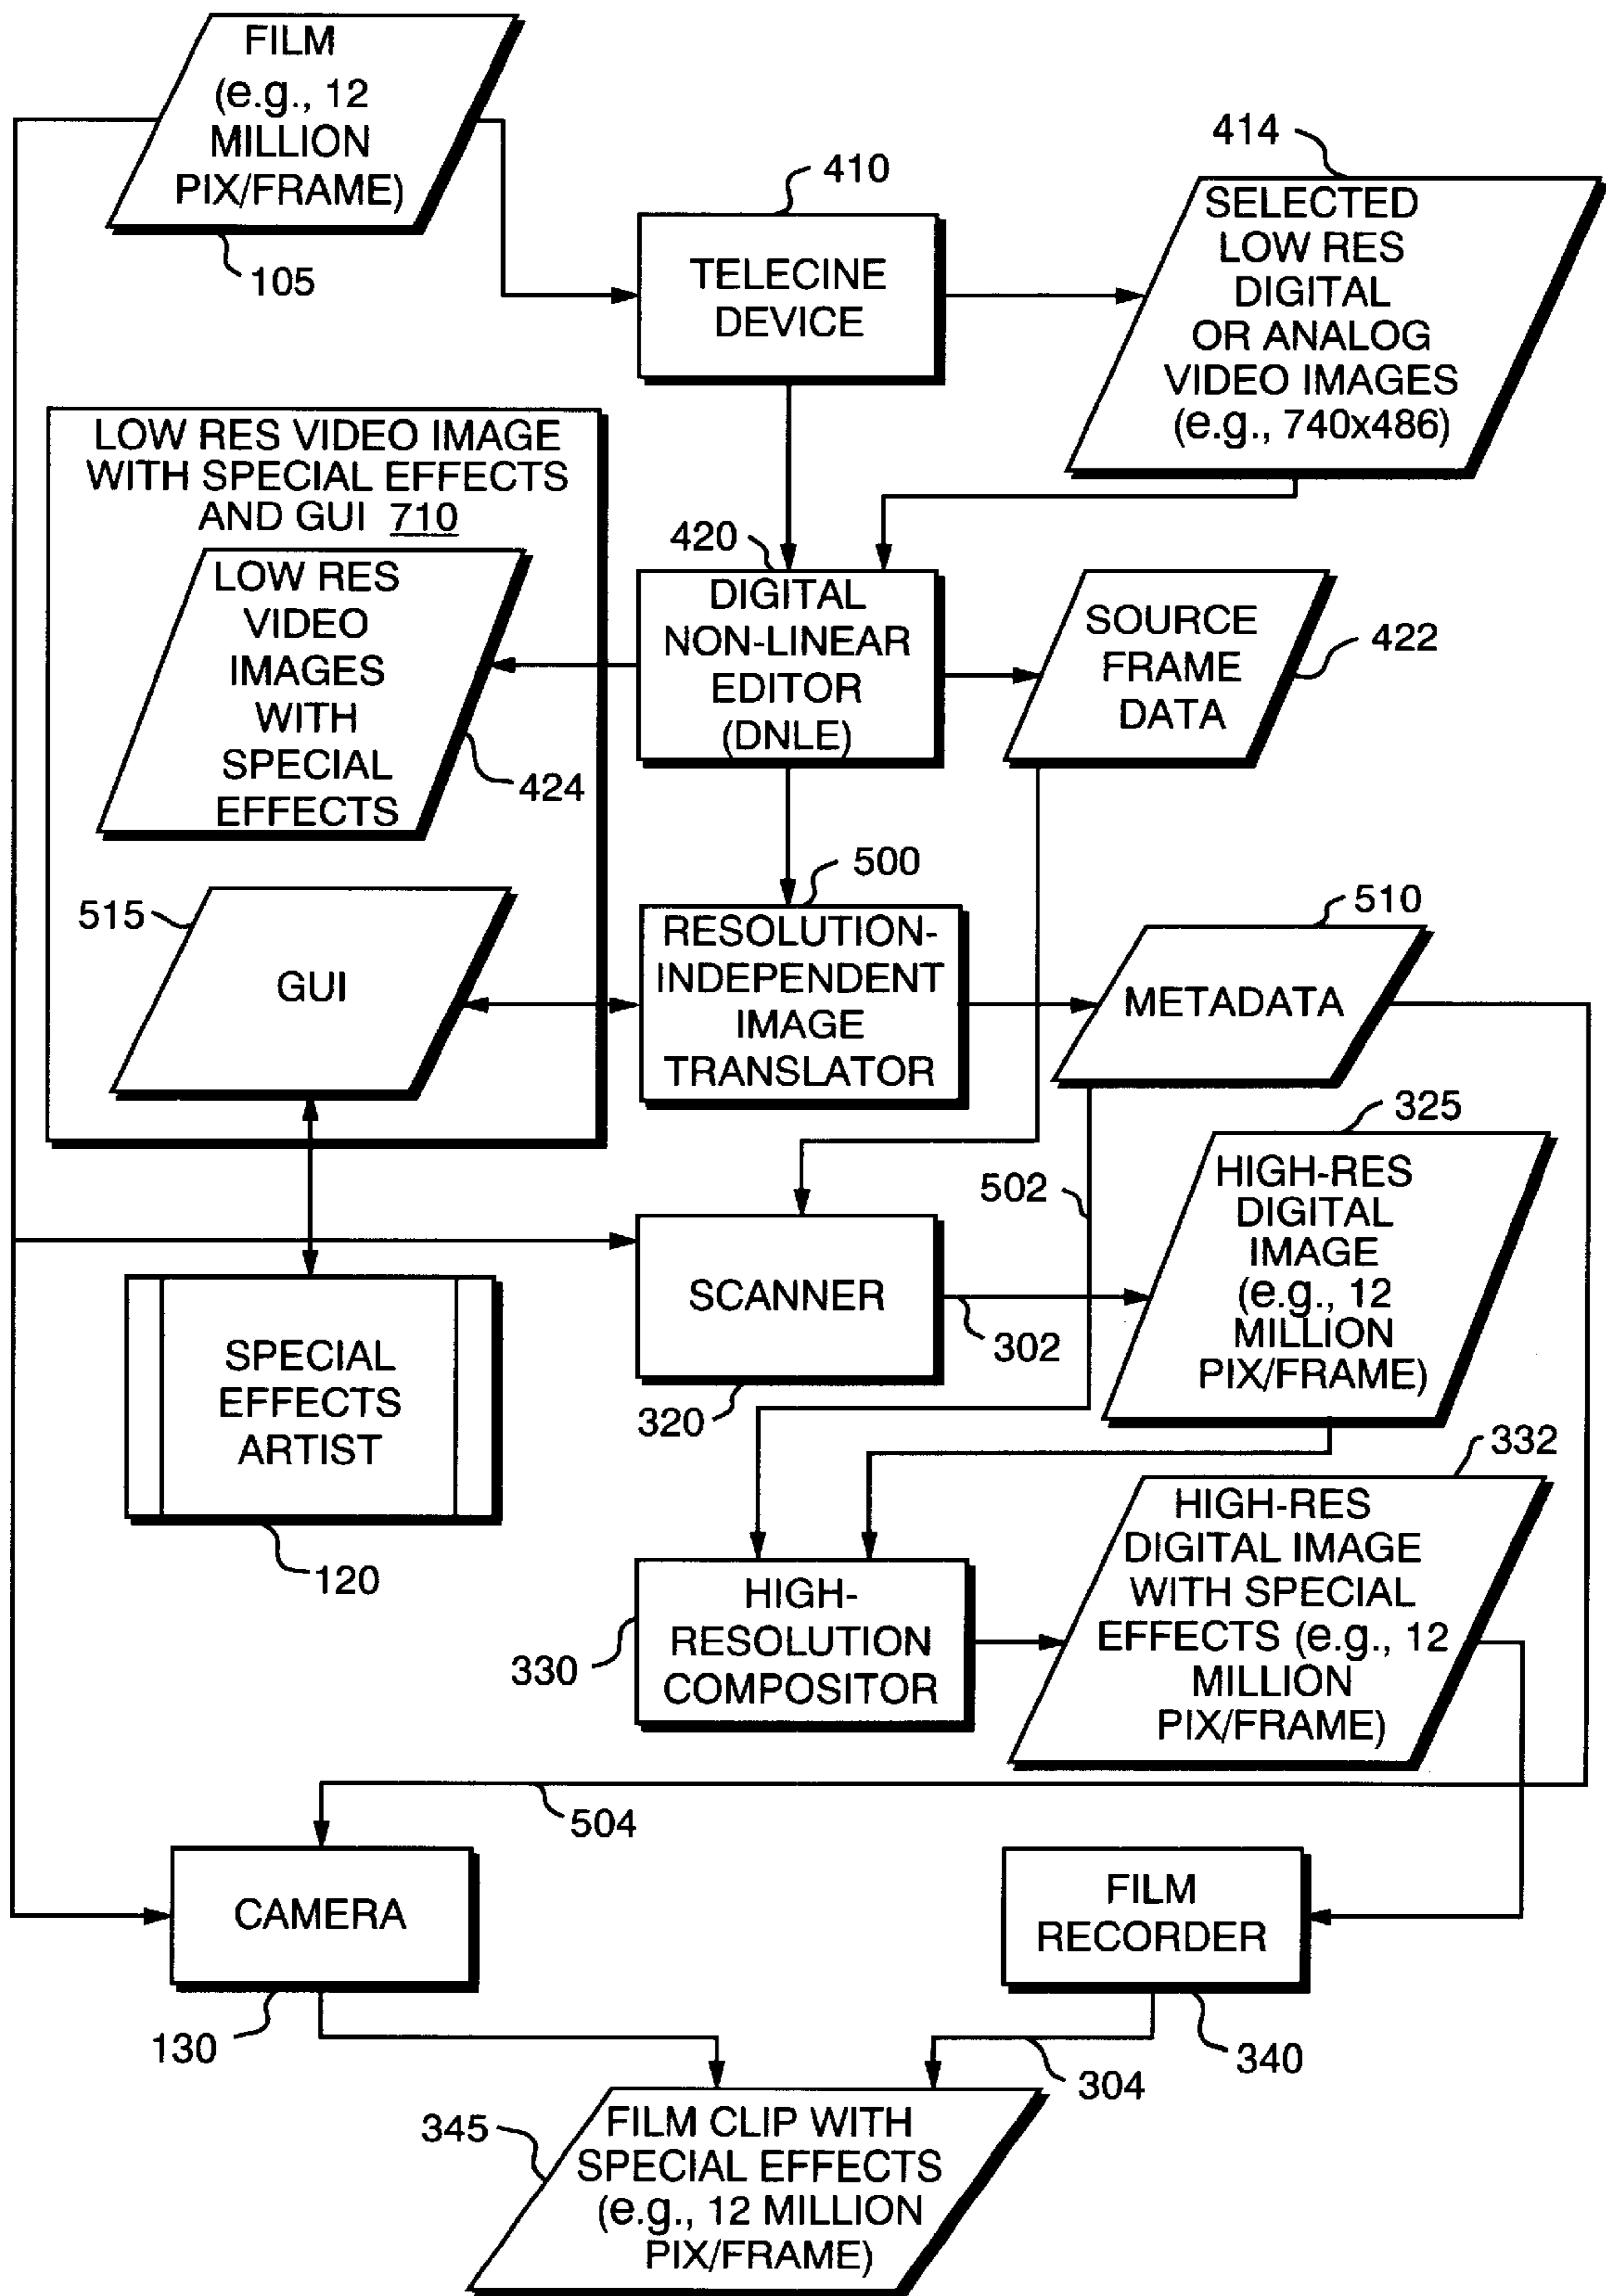 FILM
(e.g., 12
MILLION
PIX/FRAME)
105
410
TELECINE
DEVICE
414
SELECTED
LOW RES
DIGITAL
OR ANALOG
VIDEO IMAGES
(e.g., 740x486)
LOW RES VIDEO IMAGE
WITH SPECIAL EFFECTS
AND GUI 710
LOW RES
VIDEO
IMAGES
WITH
SPECIAL
EFFECTS
424
420
DIGITAL
NON-LINEAR
EDITOR
(DNLE)
SOURCE
FRAME
DATA
422
515
GUI
500
RESOLUTION-
INDEPENDENT
IMAGE
TRANSLATOR
510
METADATA
502
325
HIGH-RES
DIGITAL
IMAGE
(e.g., 12
MILLION
PIX/FRAME)
SCANNER
302
320
SPECIAL
EFFECTS
ARTIST
120
332
HIGH-RES
DIGITAL IMAGE
WITH SPECIAL
EFFECTS (e.g., 12
MILLION
PIX/FRAME)
HIGH-
RESOLUTION
COMPOSITOR
330
504
CAMERA
130
FILM
RECORDER
340
304
345
FILM CLIP WITH
SPECIAL EFFECTS
(e.g., 12 MILLION
PIX/FRAME)